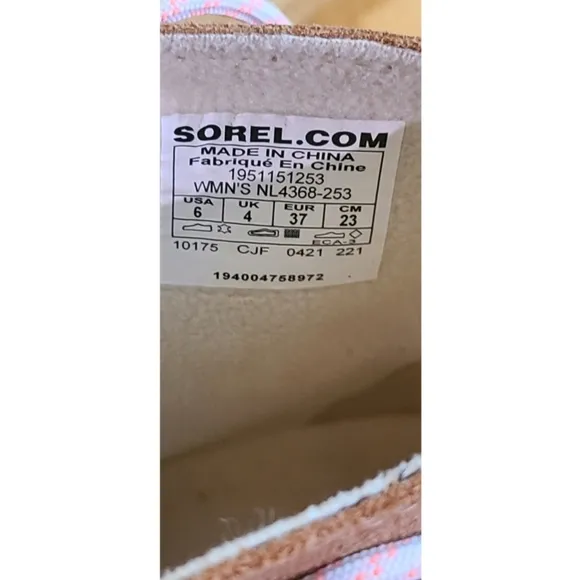 SOREL.COM
MADE IN CHINA
Fabriqué En Chine
1951151253
WMN'S NL4368-253
USA UK EUR CM
6 4 37 23
ECA-3
10175 CJF 0421 221
194004758972